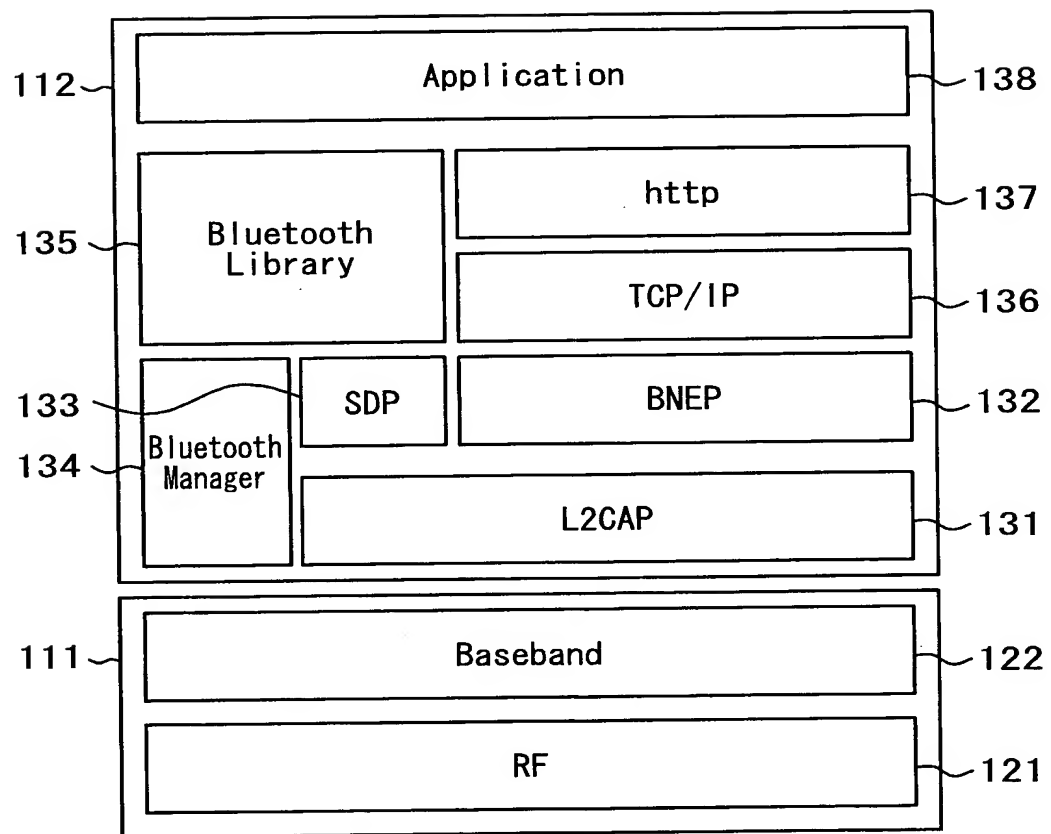 112
Application
138
Bluetooth
Library
135
http
137
TCP/IP
136
133
SDP
BNEP
132
134
Bluetooth
Manager
L2CAP
131
111
Baseband
122
RF
121